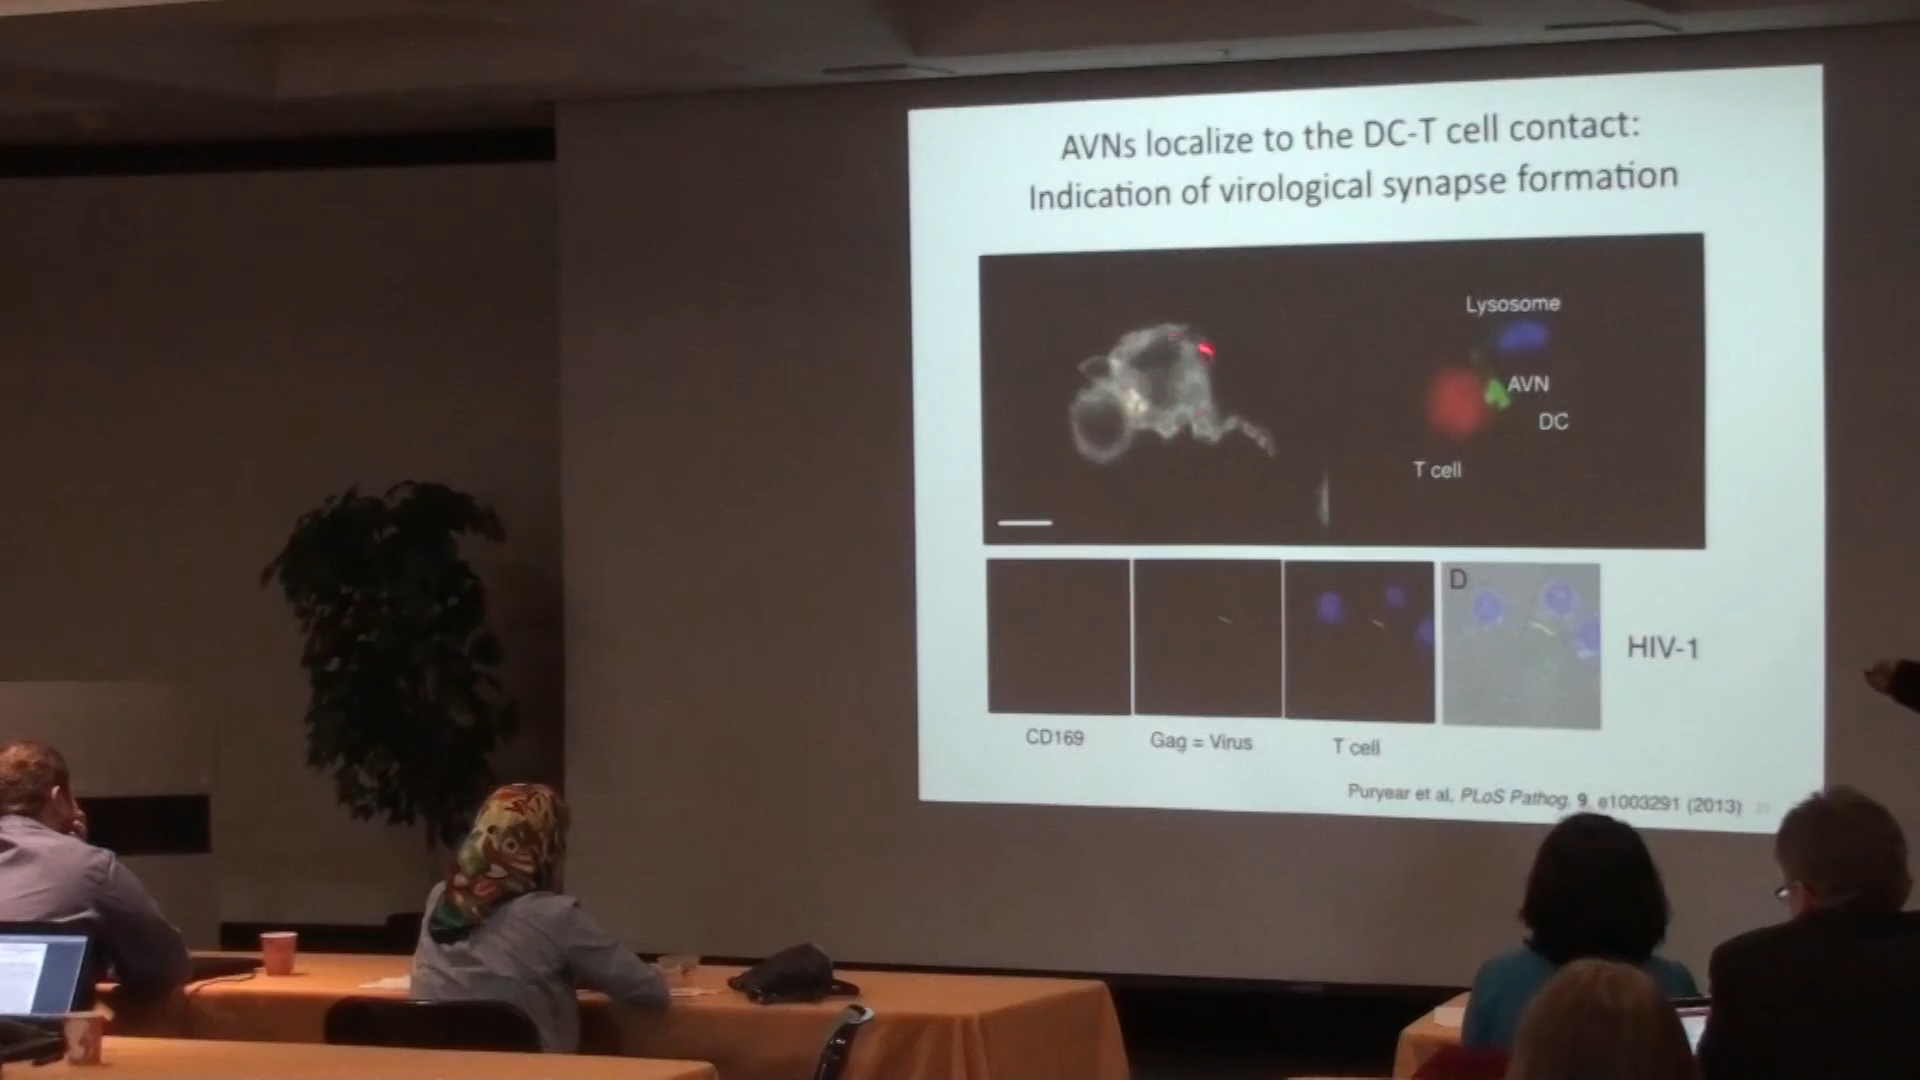 AVNs localize to the DC-T cell contact:
Indication of virological synapse formation
Lysosome
AVN
DC
T cell
D
HIV-1
CD169
Gag = Virus
T cell
Puryear et al, PLoS Pathog, 9, e1003291 (2013)